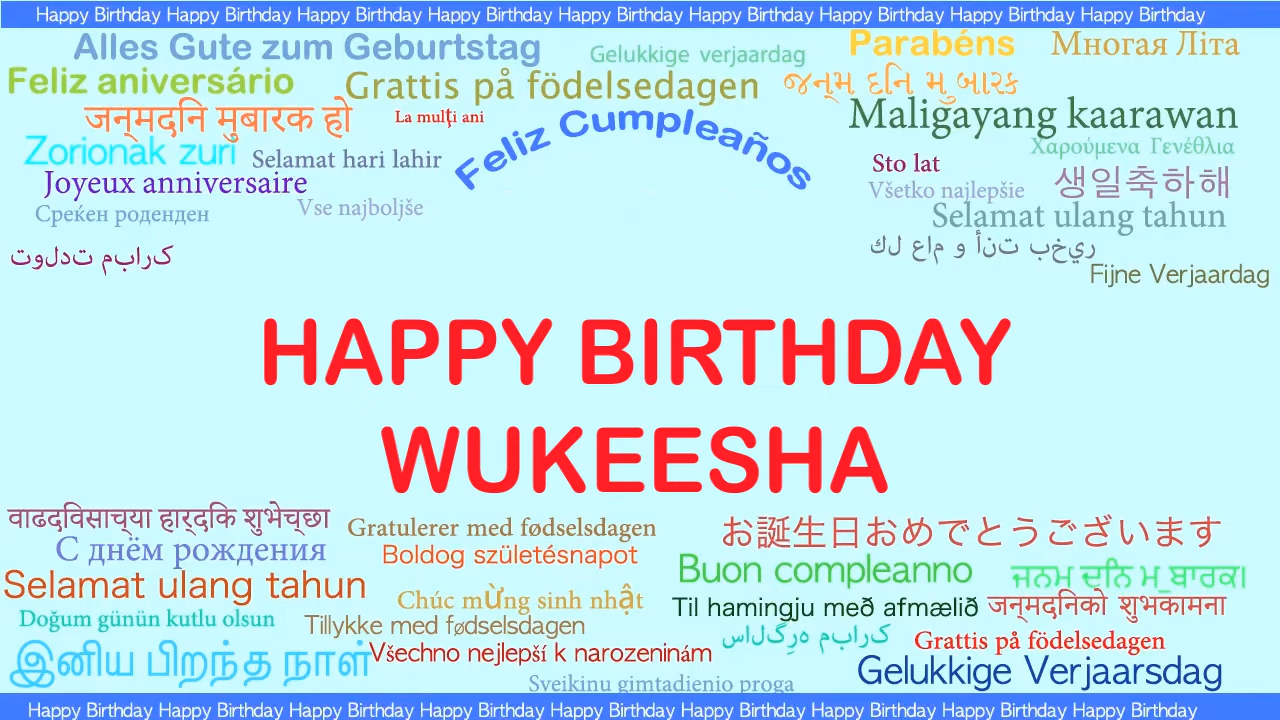 Happy Birthday Happy Birthday Happy Birthday Happy Birthday Happy Birthday Happy Birthday Happy Birthday Happy Birthday Happy Birthday
Alles Gute zum Geburtstag
Gelukkige verjaardag
Parabéns
Многая Літа
Feliz aniversário
Grattis på födelsedagen
જન્મ દિન મુબારક
जन्मदिन मुबारक हो
La mulţi ani
Feliz Cumpleaños
Maligayang kaarawan
Zorionak zuri
Selamat hari lahir
Sto lat
Χαρούμενα Γενέθλια
Joyeux anniversaire
Všetko najlepšie
생일축하해
Среќен роденден
Vse najboljše
Selamat ulang tahun
تولدت مبارک
كل عام و أنت بخير
Fijne Verjaardag
HAPPY BIRTHDAY
WUKEESHA
वाढदिवसाच्या हार्दिक शुभेच्छा
Gratulerer med fødselsdagen
お誕生日おめでとうございます
С днём рождения
Boldog születésnapot
Buon compleanno
ਜਨਮ ਦਿਨ ਮੁਬਾਰਕ।
Selamat ulang tahun
Chúc mừng sinh nhật
Til hamingju með afmælið
जन्मदिनको शुभकामना
Doğum günün kutlu olsun
Tillykke med fødselsdagen
سالگرہ مبارک
Grattis på födelsedagen
இனிய பிறந்த நாள்
Všechno nejlepší k narozeninám
Gelukkige Verjaarsdag
Sveikinu gimtadienio proga
Happy Birthday Happy Birthday Happy Birthday Happy Birthday Happy Birthday Happy Birthday Happy Birthday Happy Birthday Happy Birthday